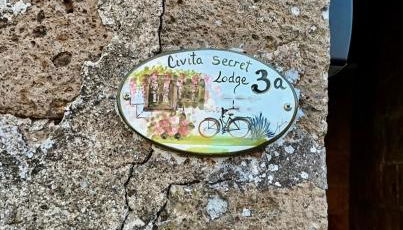 Civita Secret
Lodge 3a